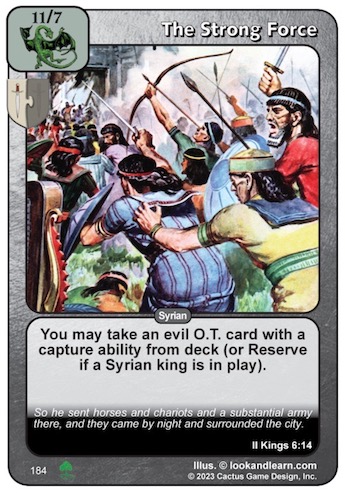 11/7
The Strong Force
Syrian
You may take an evil O.T. card with a
capture ability from deck (or Reserve
if a Syrian king is in play).
So he sent horses and chariots and a substantial army
there, and they came by night and surrounded the city.
II Kings 6:14
184
Illus. © lookandlearn.com
© 2023 Cactus Game Design, Inc.